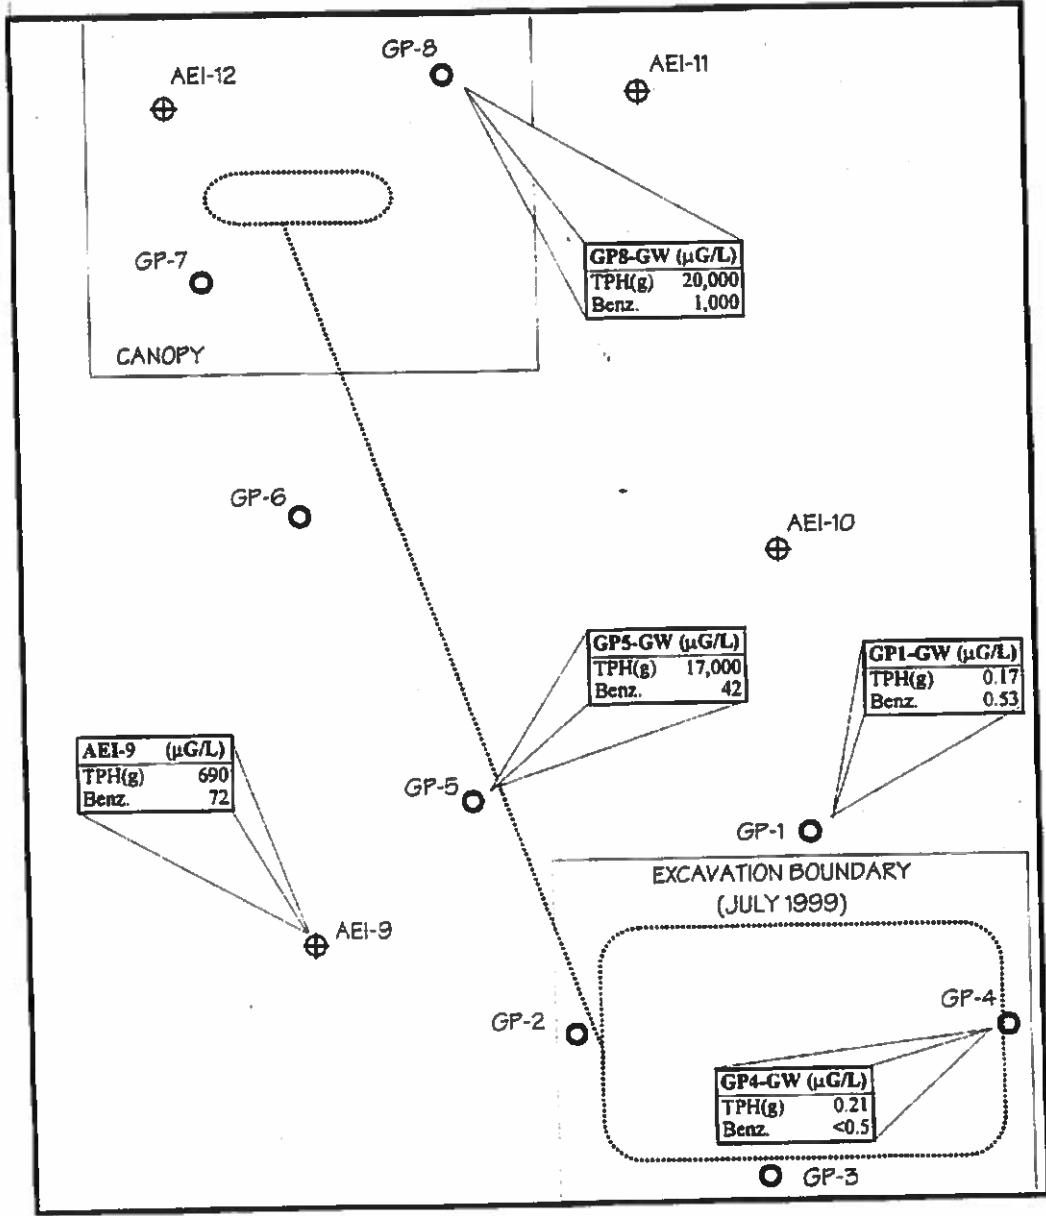 GP-8
AEI-12
AEI-11
GP8-GW (µG/L)
TPH(g) 20,000
Benz. 1,000
GP-7
CANOPY
GP-6
AEI-10
GP5-GW (µG/L)
TPH(g) 17,000
Benz. 42
GP1-GW (µG/L)
TPH(g) 0.17
Benz. 0.53
AEI-9 (µG/L)
TPH(g) 690
Benz. 72
GP-5
GP-1
EXCAVATION BOUNDARY
(JULY 1999)
AEI-9
GP-4
GP-2
GP4-GW (µG/L)
TPH(g) 0.21
Benz. <0.5
GP-3